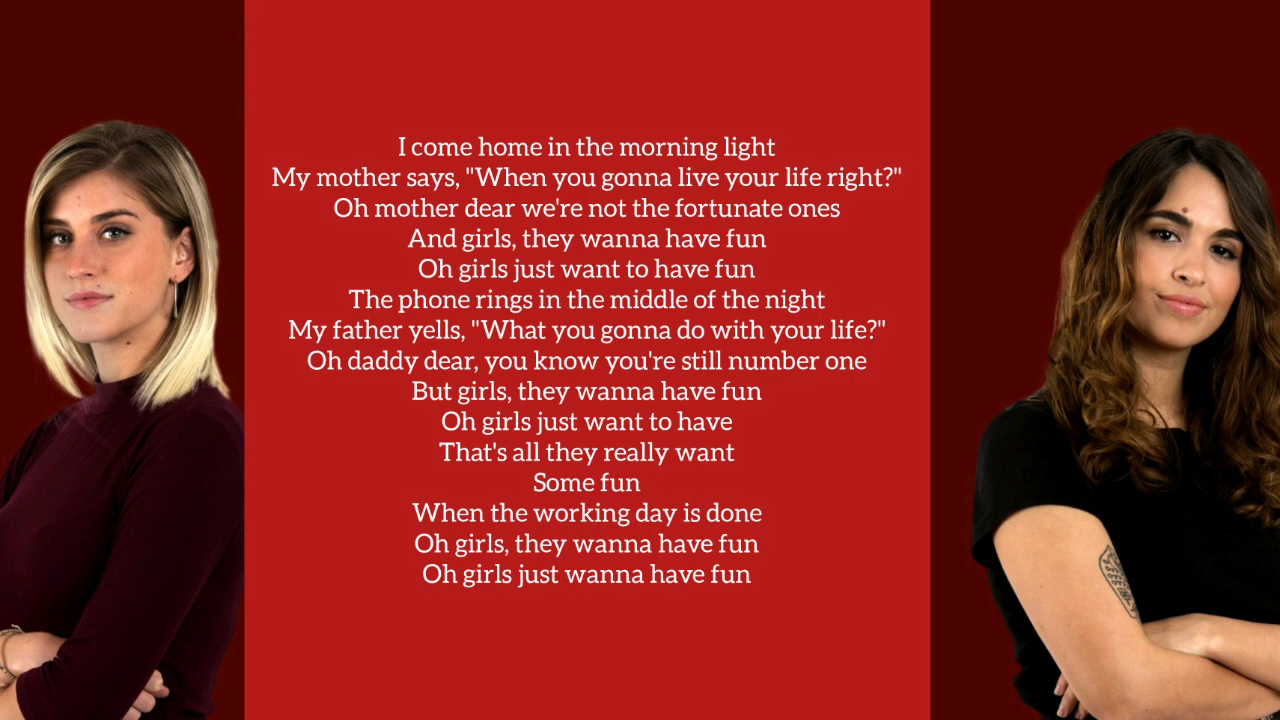 I come home in the morning light
My mother says, "When you gonna live your life right?"
Oh mother dear we're not the fortunate ones
And girls, they wanna have fun
Oh girls just want to have fun
The phone rings in the middle of the night
My father yells, "What you gonna do with your life?"
Oh daddy dear, you know you're still number one
But girls, they wanna have fun
Oh girls just want to have
That's all they really want
Some fun
When the working day is done
Oh girls, they wanna have fun
Oh girls just wanna have fun